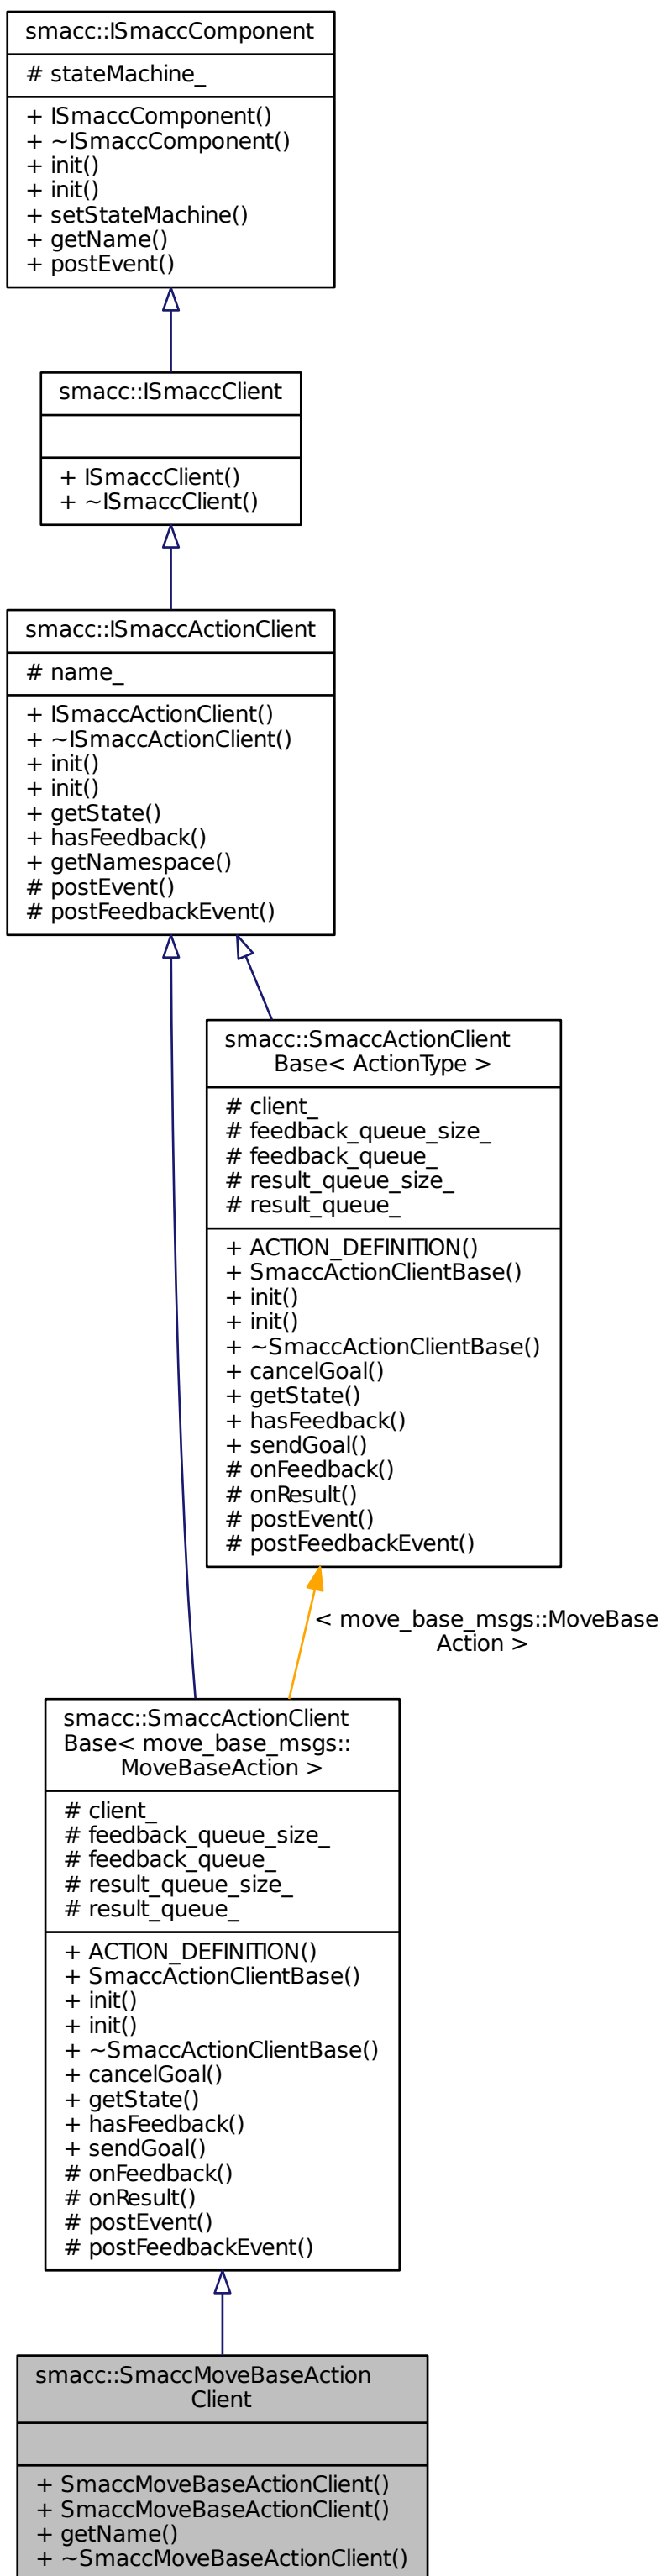 smacc::ISmaccComponent
# stateMachine_
+ ISmaccComponent()
+ ~ISmaccComponent()
+ init()
+ init()
+ setStateMachine()
+ getName()
+ postEvent()
smacc::ISmaccClient
+ ISmaccClient()
+ ~ISmaccClient()
smacc::ISmaccActionClient
# name_
+ ISmaccActionClient()
+ ~ISmaccActionClient()
+ init()
+ init()
+ getState()
+ hasFeedback()
+ getNamespace()
# postEvent()
# postFeedbackEvent()
smacc::SmaccActionClient
Base< ActionType >
# client_
# feedback_queue_size_
# feedback_queue_
# result_queue_size_
# result_queue_
+ ACTION_DEFINITION()
+ SmaccActionClientBase()
+ init()
+ init()
+ ~SmaccActionClientBase()
+ cancelGoal()
+ getState()
+ hasFeedback()
+ sendGoal()
# onFeedback()
# onResult()
# postEvent()
# postFeedbackEvent()
< move_base_msgs::MoveBase
Action >
smacc::SmaccActionClient
Base< move_base_msgs::
MoveBaseAction >
# client_
# feedback_queue_size_
# feedback_queue_
# result_queue_size_
# result_queue_
+ ACTION_DEFINITION()
+ SmaccActionClientBase()
+ init()
+ init()
+ ~SmaccActionClientBase()
+ cancelGoal()
+ getState()
+ hasFeedback()
+ sendGoal()
# onFeedback()
# onResult()
# postEvent()
# postFeedbackEvent()
smacc::SmaccMoveBaseAction
Client
+ SmaccMoveBaseActionClient()
+ SmaccMoveBaseActionClient()
+ getName()
+ ~SmaccMoveBaseActionClient()